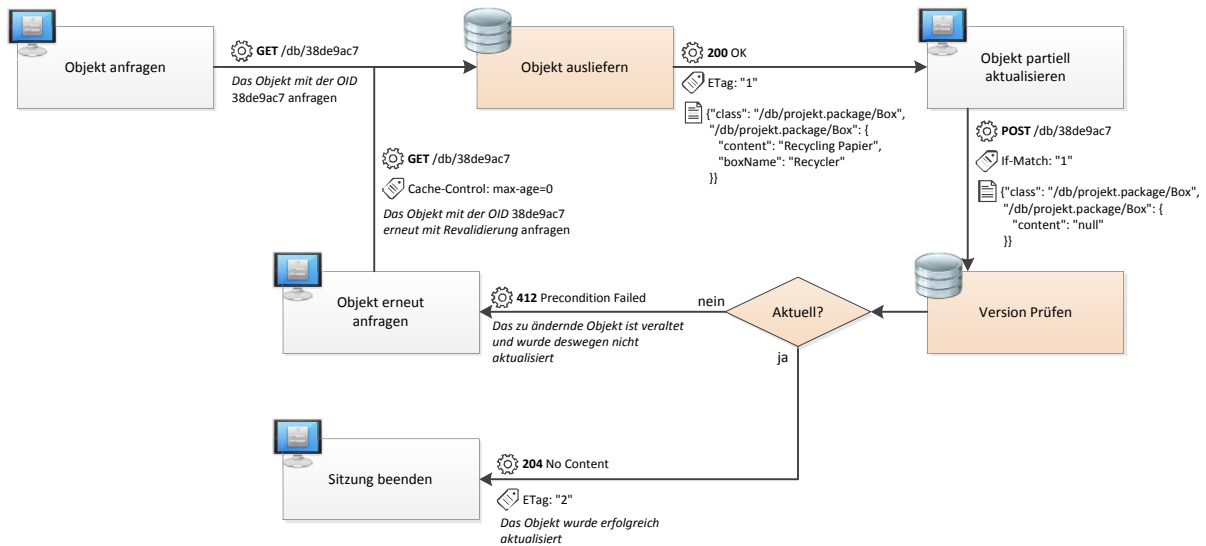 Objekt anfragen
GET /db/38de9ac7
Das Objekt mit der OID
38de9ac7 anfragen
Objekt ausliefern
200 OK
ETag: "1"
{"class": "/db/projekt.package/Box",
"/db/projekt.package/Box": {
"content": "Recycling Papier",
"boxName": "Recycler"
}}
Objekt partiell
aktualisieren
POST /db/38de9ac7
If-Match: "1"
{"class": "/db/projekt.package/Box",
"/db/projekt.package/Box": {
"content": "null"
}}
GET /db/38de9ac7
Cache-Control: max-age=0
Das Objekt mit der OID 38de9ac7
erneut mit Revalidierung anfragen
Objekt erneut
anfragen
412 Precondition Failed
Das zu ändernde Objekt ist veraltet
und wurde deswegen nicht
aktualisiert
nein
Aktuell?
Version Prüfen
ja
Sitzung beenden
204 No Content
ETag: "2"
Das Objekt wurde erfolgreich
aktualisiert